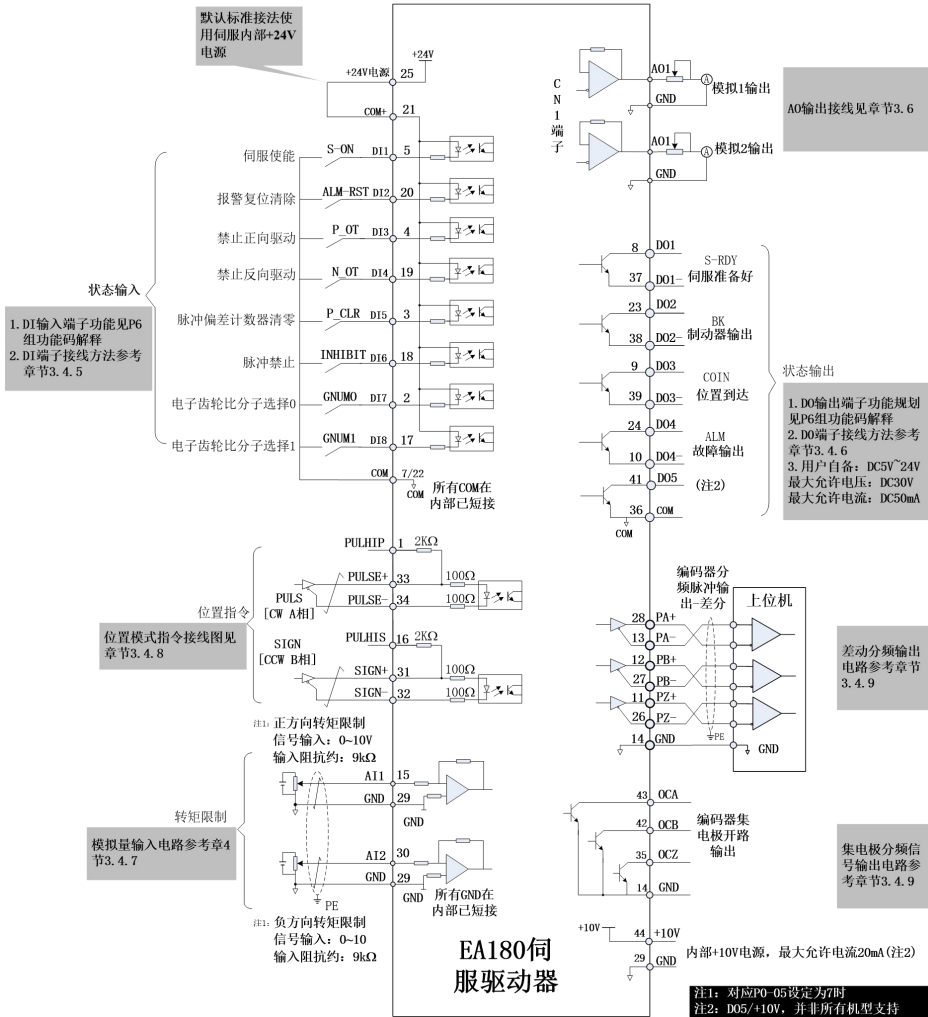 默认标准接法使
用伺服内部+24V
电源
+24V
+24V电源 25
COM+ 21
伺服使能 S-ON DI1 5
报警复位清除 ALM-RST DI2 20
禁止正向驱动 P_OT DI3 4
禁止反向驱动 N_OT DI4 19
脉冲偏差计数器清零 P_CLR DI5 3
脉冲禁止 INHIBIT DI6 18
电子齿轮比分子选择0 GNUM0 DI7 2
电子齿轮比分子选择1 GNUM1 DI8 17
COM 7/22
COM
所有COM在
内部已短接
状态输入
1.DI输入端子功能见P6
组功能码解释
2.DI端子接线方法参考
章节3.4.5
PULHIP 1 2KΩ
PULSE+ 33 100Ω
PULSE- 34 100Ω
PULS
[CW A相]
位置指令
位置模式指令接线图见
章节3.4.8
SIGN
[CCW B相]
PULHIS 16 2KΩ
SIGN+ 31 100Ω
SIGN- 32 100Ω
注1: 正方向转矩限制
信号输入: 0~10V
输入阻抗约: 9kΩ
AI1 15
GND 29
GND
转矩限制
模拟量输入电路参考章4
节3.4.7
AI2 30
GND 29
GND
PE
所有GND在
内部已短接
注1: 负方向转矩限制
信号输入: 0~10
输入阻抗约: 9kΩ
EA180伺
服驱动器
CN1端子
AO1
A
模拟1输出
GND
AO1
A
模拟2输出
GND
AO输出接线见章节3.6
8 DO1
S-RDY
伺服准备好
37 DO1-
23 DO2
BK
制动器输出
38 DO2-
9 DO3
COIN
位置到达
39 DO3-
24 DO4
ALM
故障输出
10 DO4-
41 DO5
(注2)
36 COM
COM
状态输出
1.DO输出端子功能规划
见P6组功能码解释
2.DO端子接线方法参考
章节3.4.6
3.用户自备: DC5V~24V
最大允许电压: DC30V
最大允许电流: DC50mA
编码器分
频脉冲输
出-差分
上位机
28 PA+
13 PA-
12 PB+
27 PB-
11 PZ+
26 PZ-
PE
14 GND
GND
差动分频输出
电路参考章节
3.4.9
43 OCA
42 OCB
35 OCZ
14 GND
编码器集
电极开路
输出
集电极分频信
号输出电路参
考章节3.4.9
+10V
44 +10V
29 GND
内部+10V电源, 最大允许电流20mA(注2)
注1: 对应P0-05设定为7时
注2: DO5/+10V, 并非所有机型支持